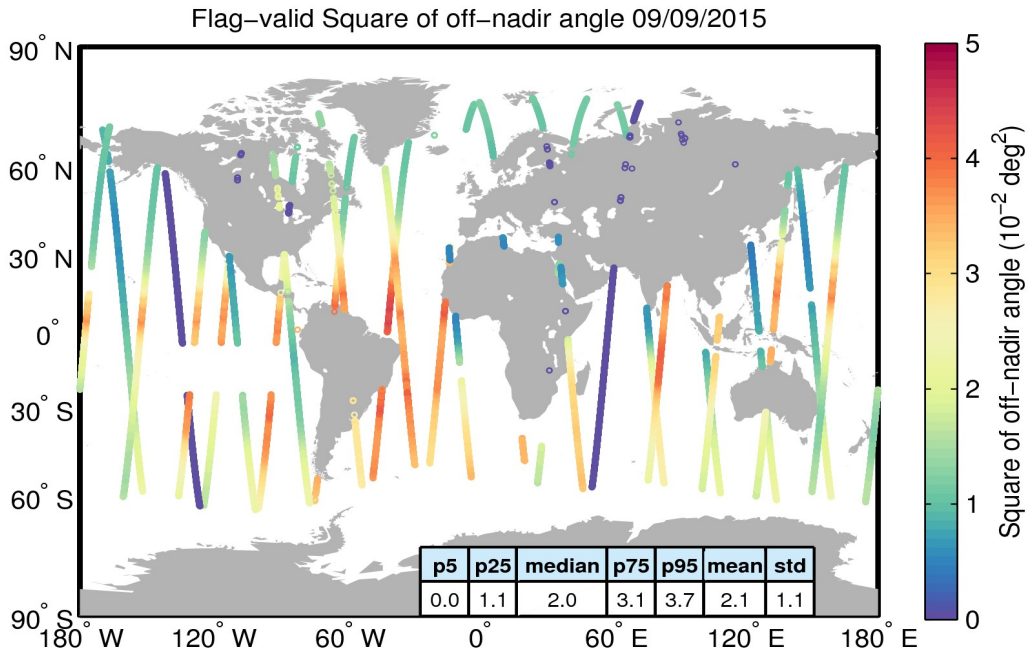 Flag−valid Square of off−nadir angle 09/09/2015
90° N
60° N
30° N
0°
30° S
60° S
90° S
180° W
120° W
60° W
0°
60° E
120° E
180° E
p5 p25 median p75 p95 mean std
0.0 1.1 2.0 3.1 3.7 2.1 1.1
5
4
3
2
1
0
Square of off−nadir angle (10⁻² deg²)